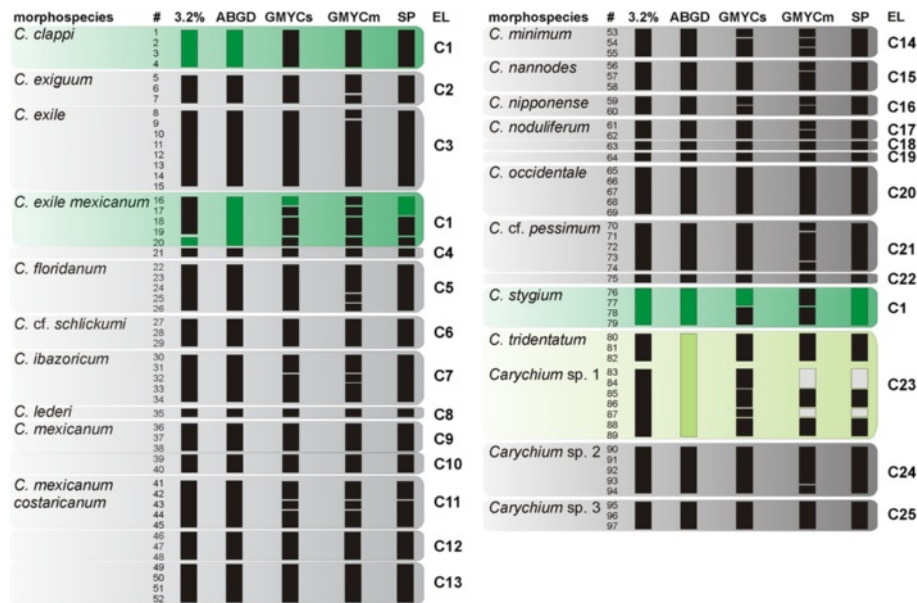 morphospecies # 3.2% ABGD GMYCs GMYCm SP EL
C. clappi 1
2
3
4
C1
C. exiguum 5
6
7
C2
C. exile 8
9
10
11
12
13
14
15
C3
C. exile mexicanum 16
17
18
19
20
C1
21 C4
C. floridanum 22
23
24
25
26
C5
C. cf. schlickumi 27
28
29
C6
C. ibazoricum 30
31
32
33
34
C7
C. lederi 35 C8
C. mexicanum 36
37
38
C9
39
40
C10
C. mexicanum 41
costaricanum 42
43
44
45
C11
46
47
48
C12
49
50
51
52
C13
morphospecies # 3.2% ABGD GMYCs GMYCm SP EL
C. minimum 53
54
55
C14
C. nannodes 56
57
58
C15
C. nipponense 59
60
C16
C. noduliferum 61
62
C17
63 C18
64 C19
C. occidentale 65
66
67
68
69
C20
C. cf. pessimum 70
71
72
73
74
C21
75 C22
C. stygium 76
77
78
79
C1
C. tridentatum 80
81
82
Carychium sp. 1 83
84
85
86
87
88
89
C23
Carychium sp. 2 90
91
92
93
94
C24
Carychium sp. 3 95
96
97
C25